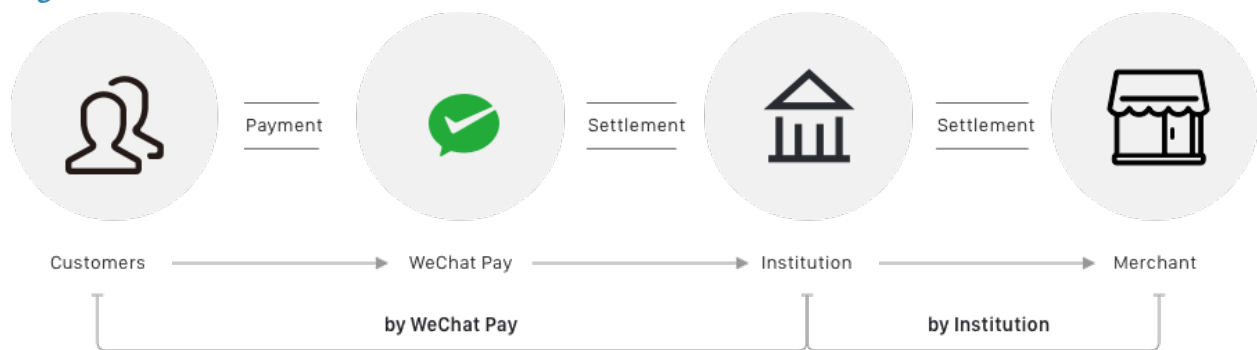 Payment
Settlement
Settlement
Customers
WeChat Pay
Institution
Merchant
by WeChat Pay
by Institution